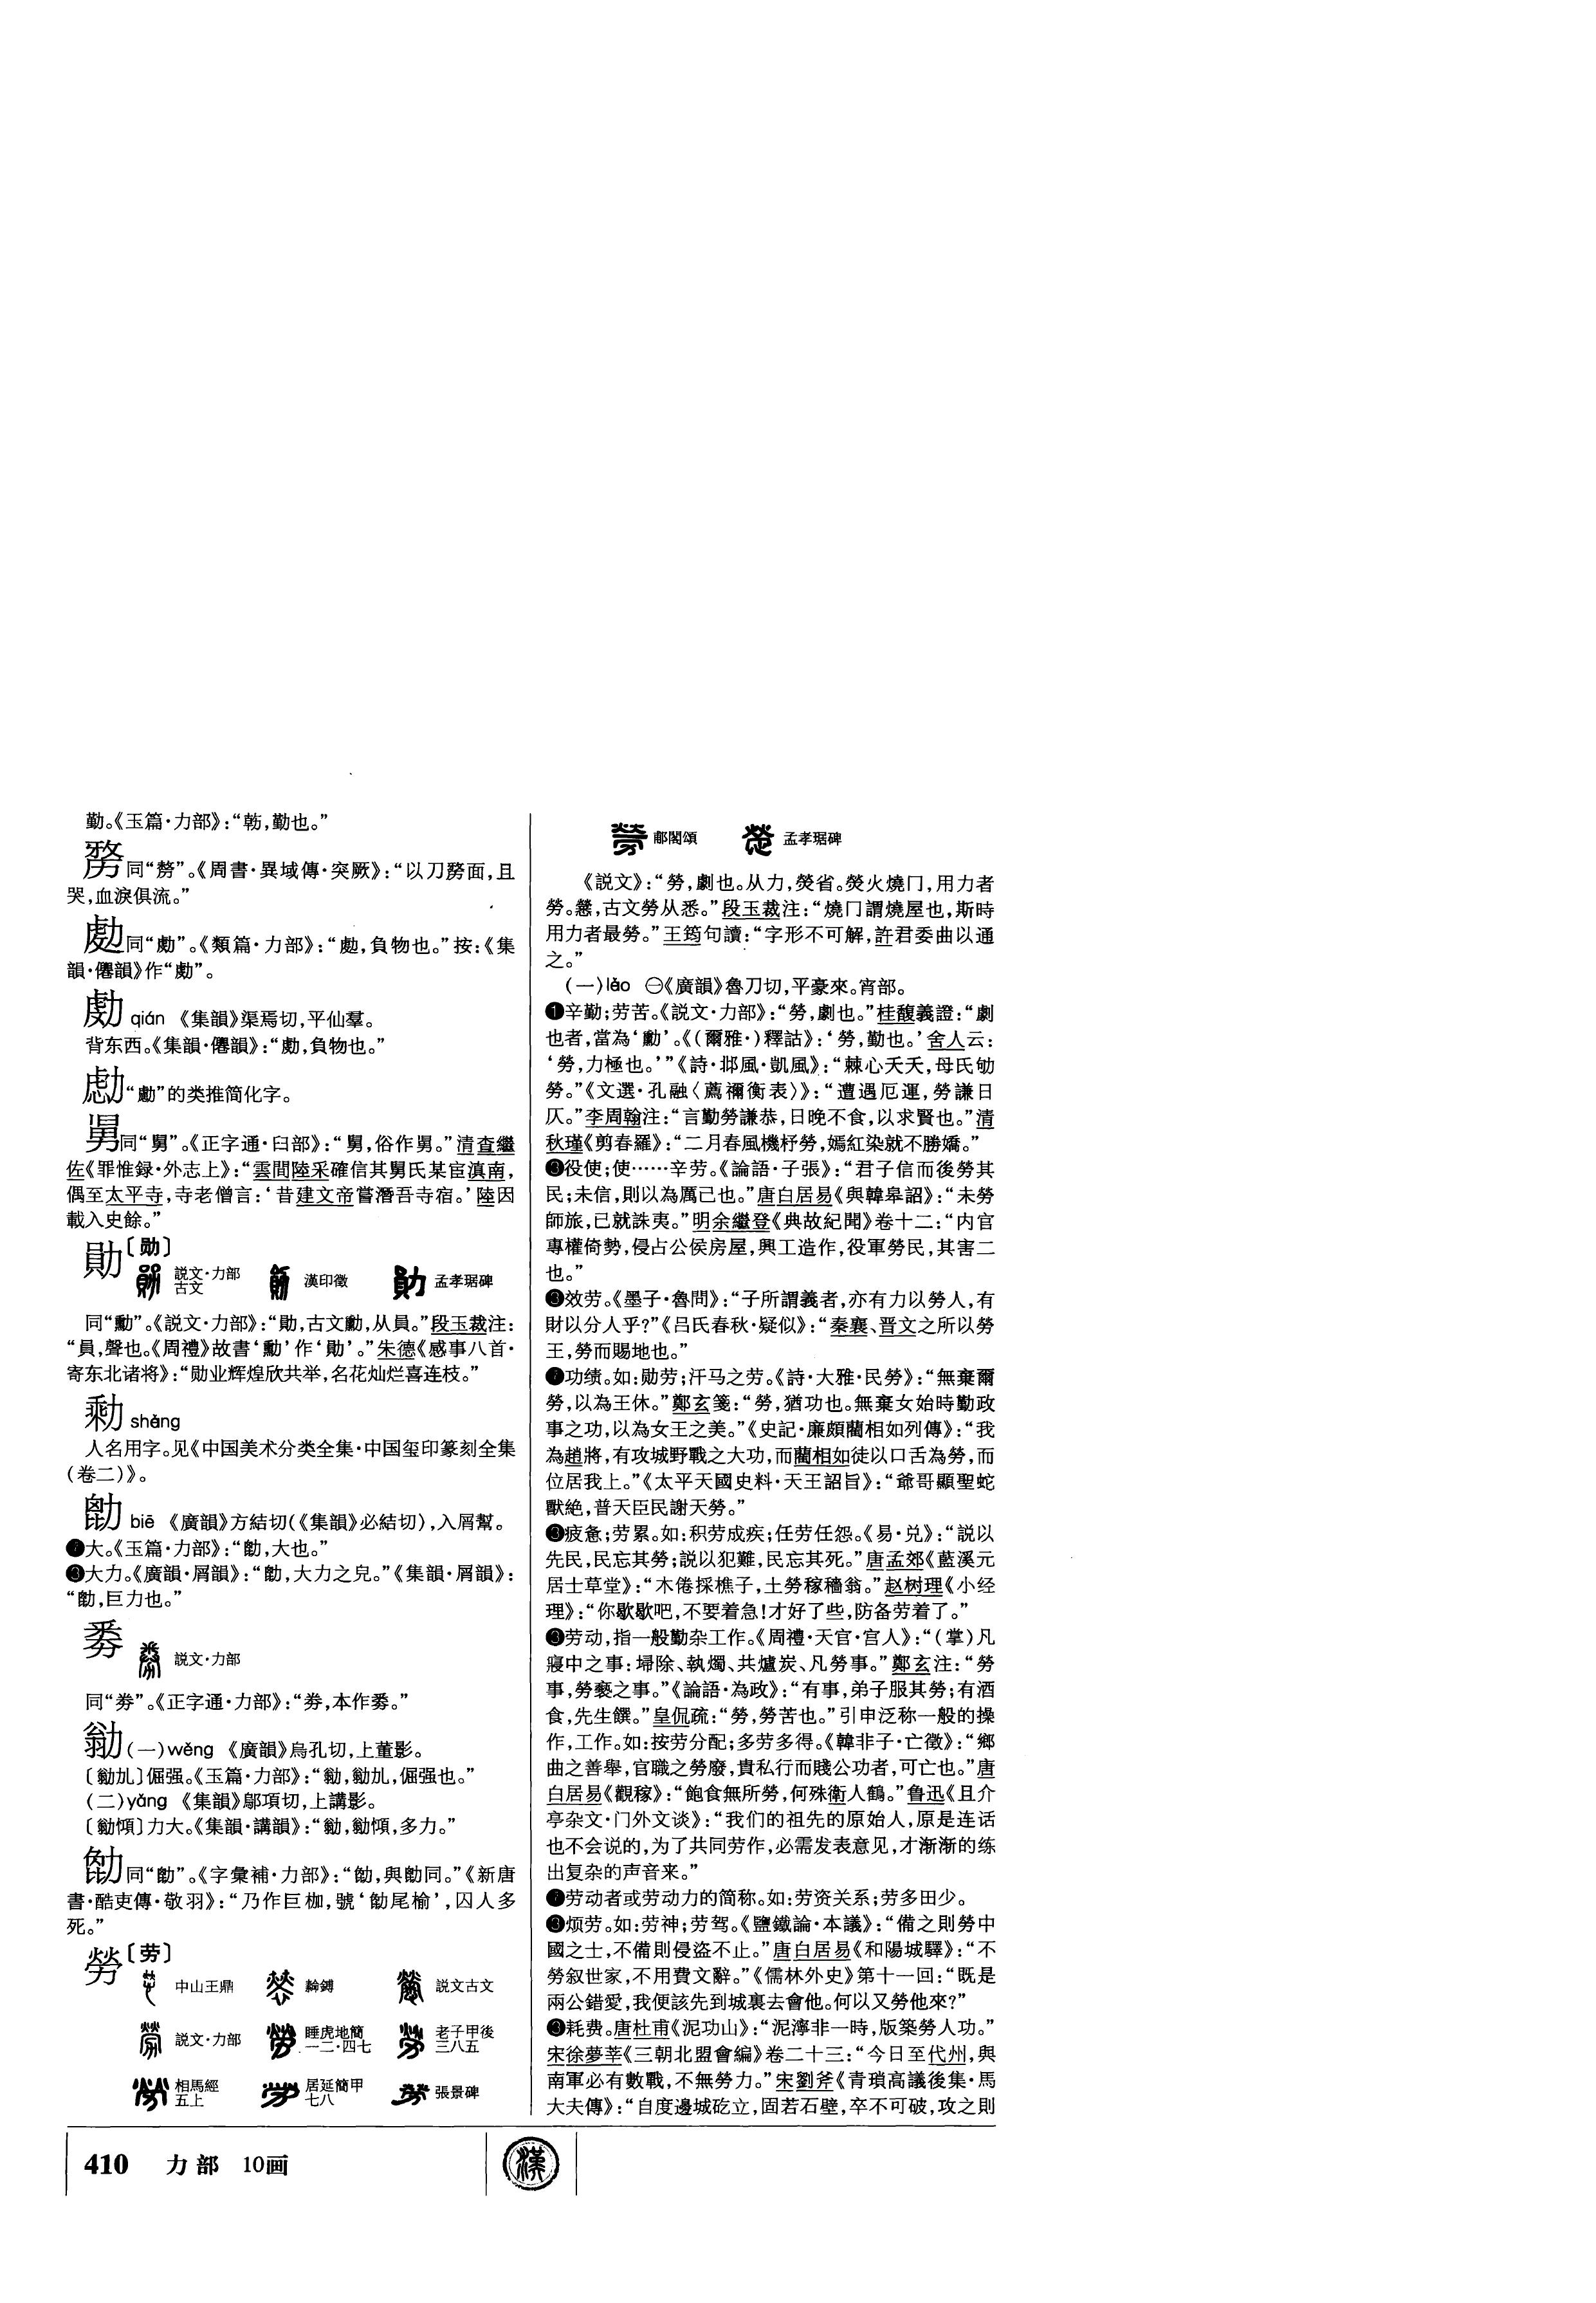 勤。《玉篇·力部》：“勌，勤也。”
同“剺”。《周書·異域傳·突厥》：“以刀剺面，且
哭，血淚俱流。”
同“勮”。《類篇·力部》：“，負物也。”按：《集
韻·僊韻》作“”。
qián 《集韻》渠焉切，平仙羣。
背东西。《集韻·僊韻》：“，負物也。”
“”的类推简化字。
同“舅”。《正字通·臼部》：“舅，俗作。”清查繼
佐《罪惟録·外志上》：“雲間陸采確信其舅氏某宦滇南，
偶至太平寺，寺老僧言：‘昔建文帝嘗潛吾寺宿。’陸因
載入史餘。”
勛〔勋〕
説文·力部
古文
漢印徵
孟孝琚碑
同“勳”。《説文·力部》：“勛，古文勳，从員。”段玉裁注：
“員，聲也。《周禮》故書‘勳’作‘勛’。”朱德《感事八首·
寄东北诸将》：“勋业辉煌欣共举，名花灿烂喜连枝。”
shèng
人名用字。见《中国美术分类全集·中国玺印篆刻全集
(卷二)》。
biē 《廣韻》方結切(《集韻》必結切)，入屑幫。
❶大。《玉篇·力部》：“，大也。”
❷大力。《廣韻·屑韻》：“，大力之皃。”《集韻·屑韻》：
“，巨力也。”
説文·力部
同“券”。《正字通·力部》：“券，本作。”
勜(一)wěng 《廣韻》烏孔切，上董影。
〔勜〕倔强。《玉篇·力部》：“勜，勜，倔强也。”
(二)yǎng 《集韻》鄔項切，上講影。
〔勜〕力大。《集韻·講韻》：“勜，勜，多力。”
同“”。《字彙補·力部》：“，與同。”《新唐
書·酷吏傳·敬羽》：“乃作巨枷，號‘尾榆’，囚人多
死。”
勞〔劳〕
中山王鼎
鎛
説文古文
説文·力部
睡虎地簡
一二·四七
老子甲後
三八五
相馬經
五上
居延簡甲
七八
張景碑
郙閣頌
孟孝琚碑
《説文》：“勞，劇也。从力，熒省。熒火燒冂，用力者
勞。，古文勞从悉。”段玉裁注：“燒冂謂燒屋也，斯時
用力者最勞。”王筠句讀：“字形不可解，許君委曲以通
之。”
(一)láo ㊀《廣韻》魯刀切，平豪來。宵部。
❶辛勤；劳苦。《説文·力部》：“勞，劇也。”桂馥義證：“劇
也者，當為‘勮’。《(爾雅·)釋詁》：‘勞，勤也。’舍人云：
‘勞，力極也。’”《詩·邶風·凱風》：“棘心夭夭，母氏劬
勞。”《文選·孔融〈薦禰衡表〉》：“遭遇厄運，勞謙日
仄。”李周翰注：“言勤勞謙恭，日晚不食，以求賢也。”清
秋瑾《剪春羅》：“二月春風機杼勞，嫣紅染就不勝嬌。”
❷役使；使……辛劳。《論語·子張》：“君子信而後勞其
民；未信，則以為厲己也。”唐白居易《與韓皋詔》：“未勞
師旅，已就誅夷。”明余繼登《典故紀聞》卷十二：“内官
專權倚勢，侵占公侯房屋，興工造作，役軍勞民，其害二
也。”
❸效劳。《墨子·魯問》：“子所謂義者，亦有力以勞人，有
財以分人乎？”《吕氏春秋·疑似》：“秦襄、晋文之所以勞
王，勞而賜地也。”
❹功绩。如：勋劳；汗马之劳。《詩·大雅·民勞》：“無棄爾
勞，以為王休。”鄭玄箋：“勞，猶功也。無棄女始時勤政
事之功，以為女王之美。”《史記·廉頗藺相如列傳》：“我
為趙將，有攻城野戰之大功，而藺相如徒以口舌為勞，而
位居我上。”《太平天國史料·天王詔旨》：“爺哥顯聖蛇
獸絶，普天臣民謝天勞。”
❺疲惫；劳累。如：积劳成疾；任劳任怨。《易·兑》：“説以
先民，民忘其勞；説以犯難，民忘其死。”唐孟郊《藍溪元
居士草堂》：“木倦採樵子，土勞稼穡翁。”赵树理《小经
理》：“你歇歇吧，不要着急！才好了些，防备劳着了。”
❻劳动，指一般勤杂工作。《周禮·天官·宫人》：“(掌)凡
寢中之事：埽除、執燭、共爐炭、凡勞事。”鄭玄注：“勞
事，勞褻之事。”《論語·為政》：“有事，弟子服其勞；有酒
食，先生饌。”皇侃疏：“勞，勞苦也。”引申泛称一般的操
作，工作。如：按劳分配；多劳多得。《韓非子·亡徵》：“鄉
曲之善舉，官職之勞廢，貴私行而賤公功者，可亡也。”唐
白居易《觀稼》：“飽食無所勞，何殊衛人鶴。”鲁迅《且介
亭杂文·门外文谈》：“我们的祖先的原始人，原是连话
也不会说的，为了共同劳作，必需发表意见，才渐渐的练
出复杂的声音来。”
❼劳动者或劳动力的简称。如：劳资关系；劳多田少。
❽烦劳。如：劳神；劳驾。《鹽鐵論·本議》：“備之則勞中
國之士，不備則侵盜不止。”唐白居易《和陽城驛》：“不
勞叙世家，不用費文辭。”《儒林外史》第十一回：“既是
兩公錯愛，我便該先到城裏去會他。何以又勞他來？”
❾耗费。唐杜甫《泥功山》：“泥濘非一時，版築勞人功。”
宋徐夢莘《三朝北盟會編》卷二十三：“今日至代州，與
南軍必有數戰，不無勞力。”宋劉斧《青瑣高議後集·馬
大夫傳》：“自度邊城矻立，固若石壁，卒不可破，攻之則
410 力部 10画
漢